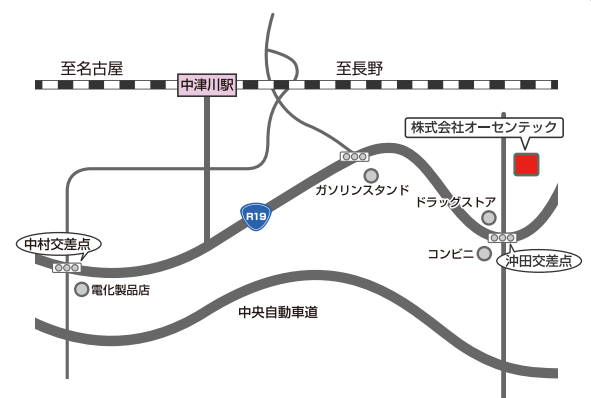 至名古屋
中津川駅
至長野
株式会社オーセンテック
ガソリンスタンド
ドラッグストア
R19
中村交差点
コンビニ
沖田交差点
電化製品店
中央自動車道